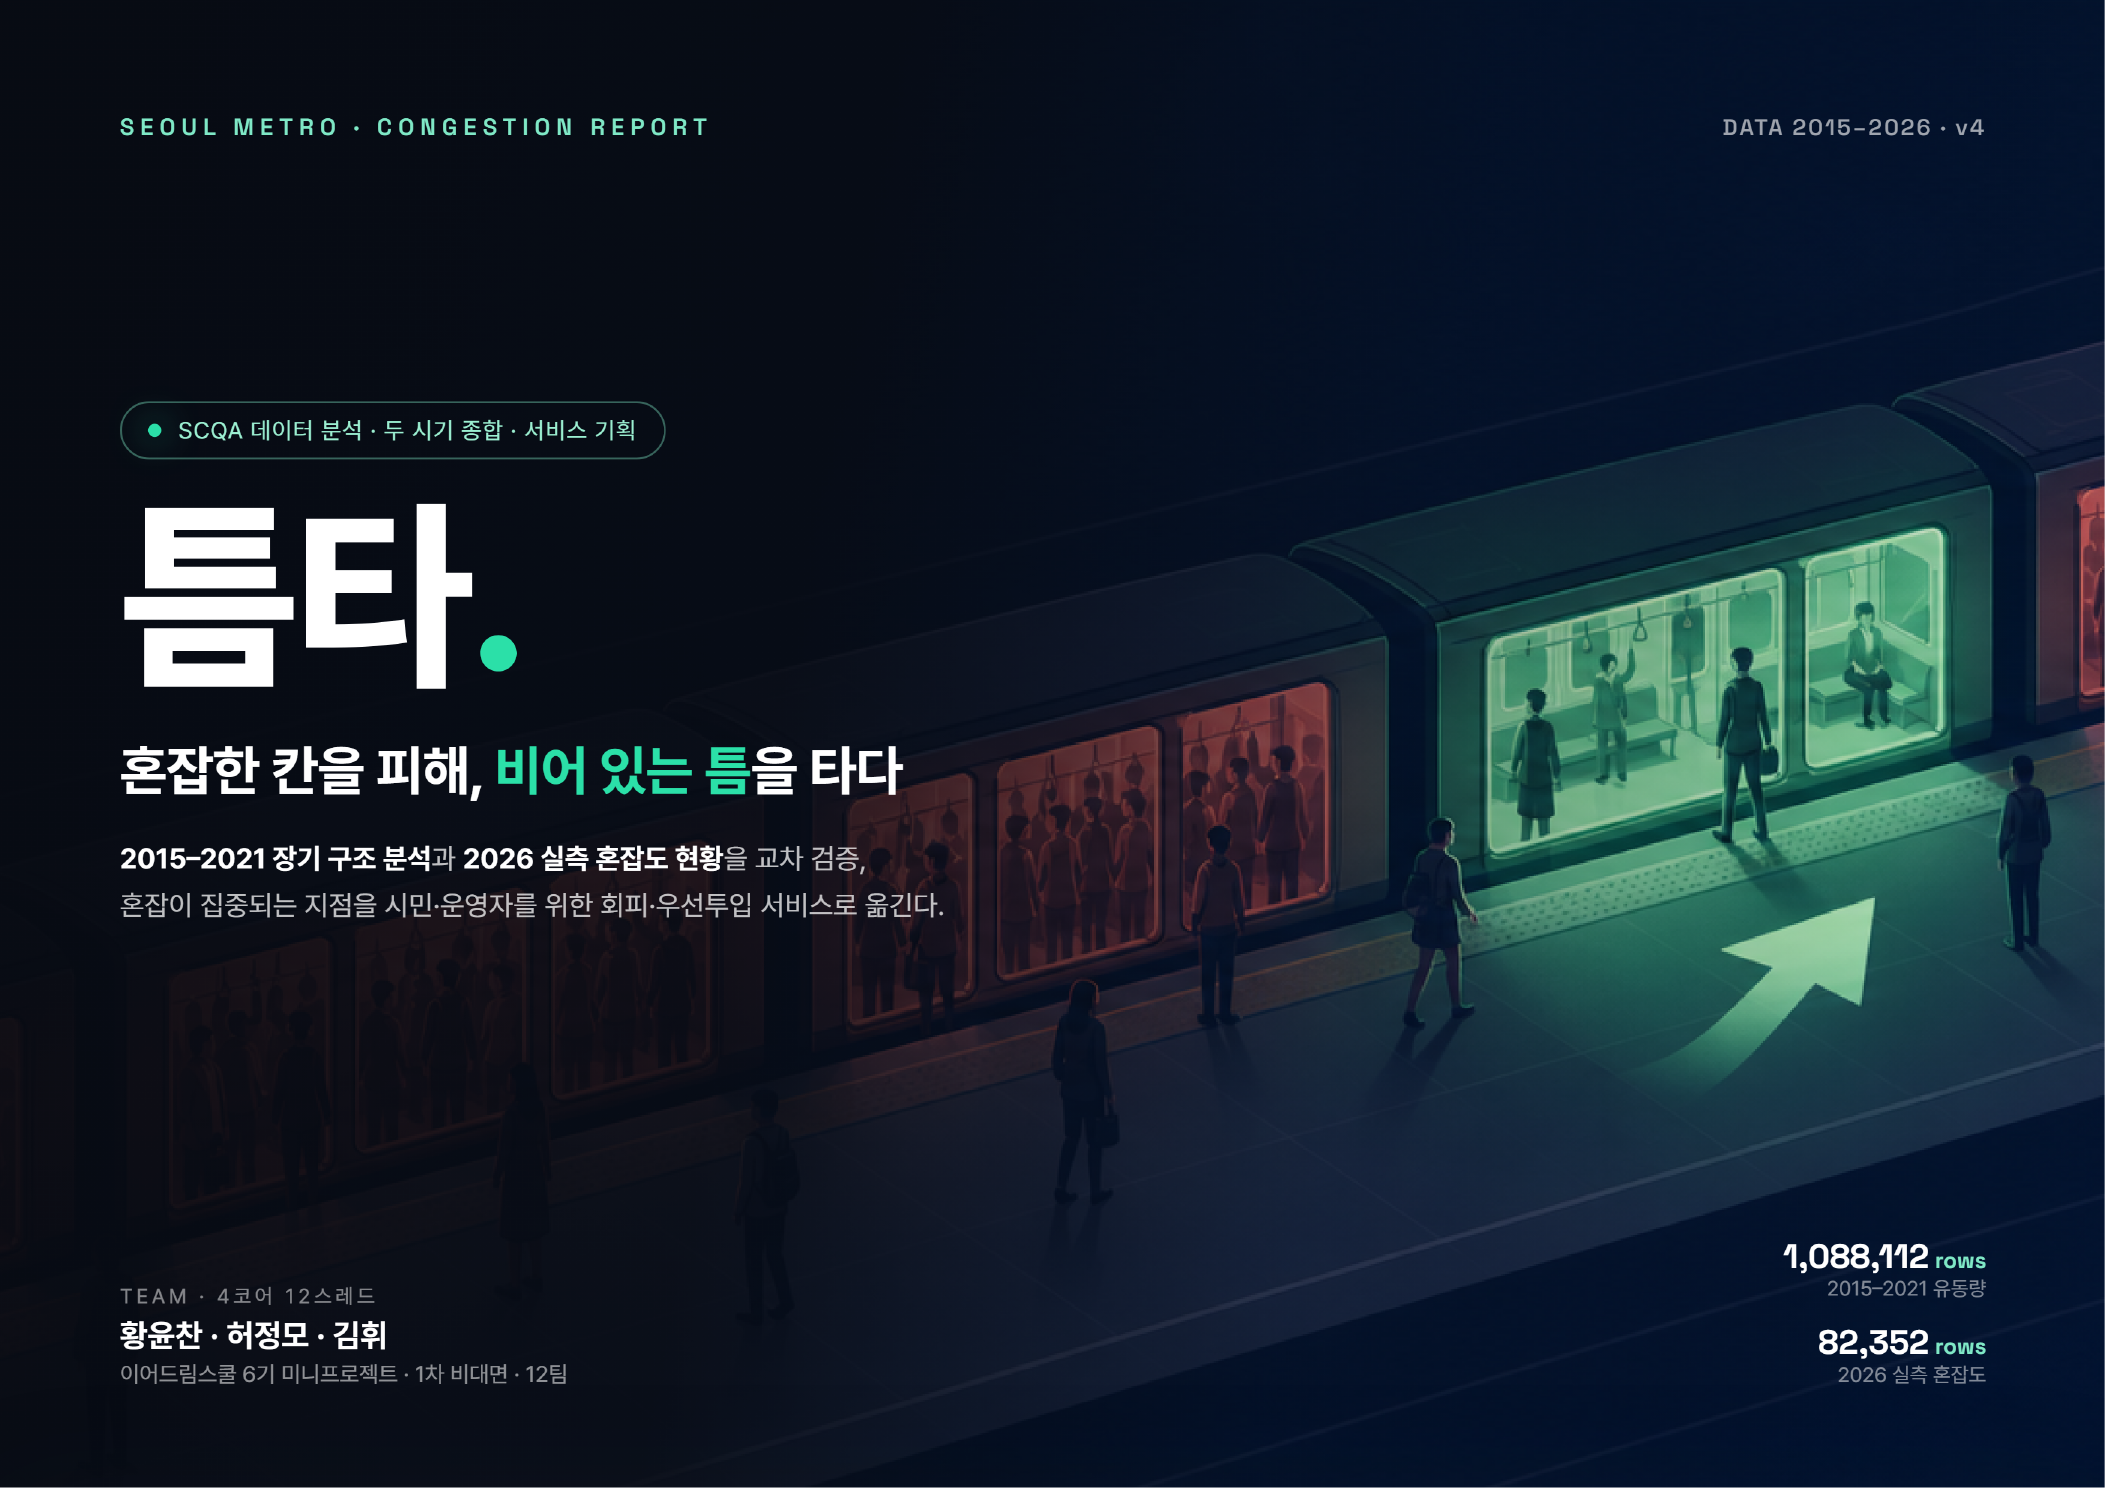 SEOUL METRO · CONGESTION REPORT
DATA 2015–2026 · v4
SCQA 데이터 분석 · 두 시기 종합 · 서비스 기획
틈타.
혼잡한 칸을 피해, 비어 있는 틈을 타다
2015–2021 장기 구조 분석과 2026 실측 혼잡도 현황을 교차 검증,
혼잡이 집중되는 지점을 시민·운영자를 위한 회피·우선투입 서비스로 옮긴다.
TEAM · 4코어 12스레드
황윤찬 · 허정모 · 김휘
이어드림스쿨 6기 미니프로젝트 · 1차 비대면 · 12팀
1,088,112 rows
2015–2021 유동량
82,352 rows
2026 실측 혼잡도